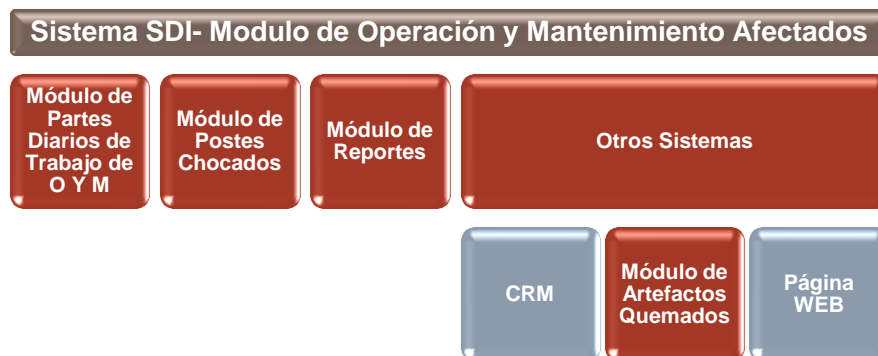 Sistema SDI- Modulo de Operación y Mantenimiento Afectados
Módulo de
Partes
Diarios de
Trabajo de
O Y M
Módulo de
Postes
Chocados
Módulo de
Reportes
Otros Sistemas
CRM
Módulo de
Artefactos
Quemados
Página
WEB